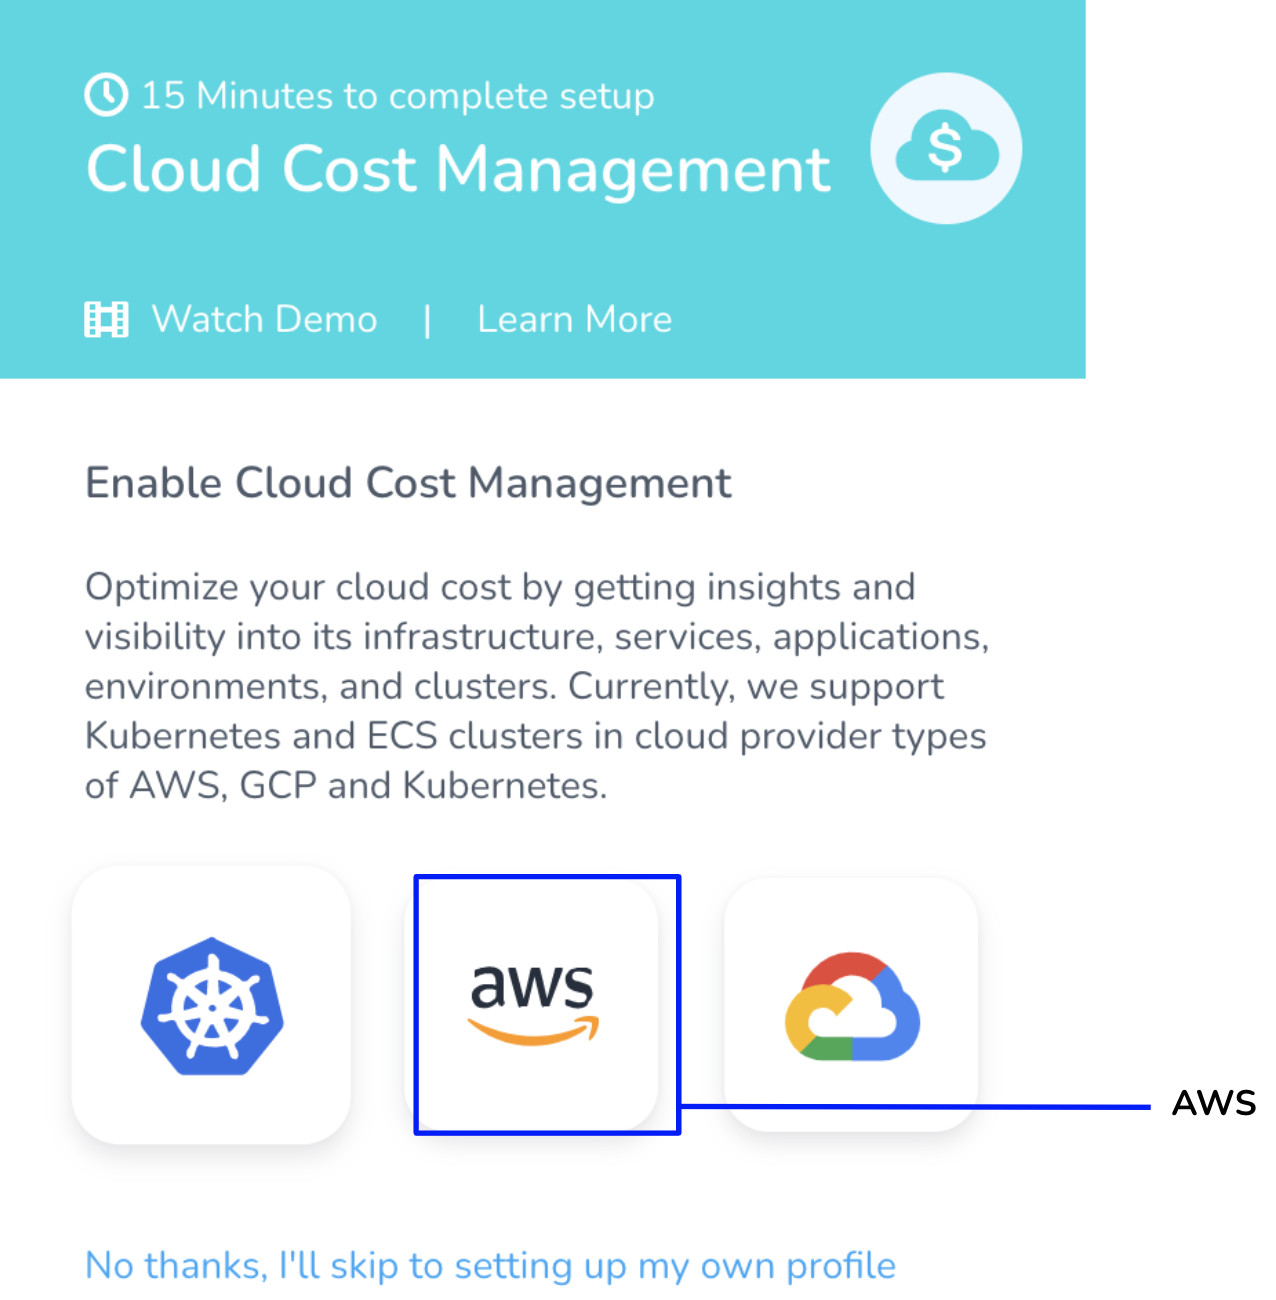 15 Minutes to complete setup
Cloud Cost Management
$
Watch Demo | Learn More
Enable Cloud Cost Management
Optimize your cloud cost by getting insights and
visibility into its infrastructure, services, applications,
environments, and clusters. Currently, we support
Kubernetes and ECS clusters in cloud provider types
of AWS, GCP and Kubernetes.
aws
AWS
No thanks, I'll skip to setting up my own profile